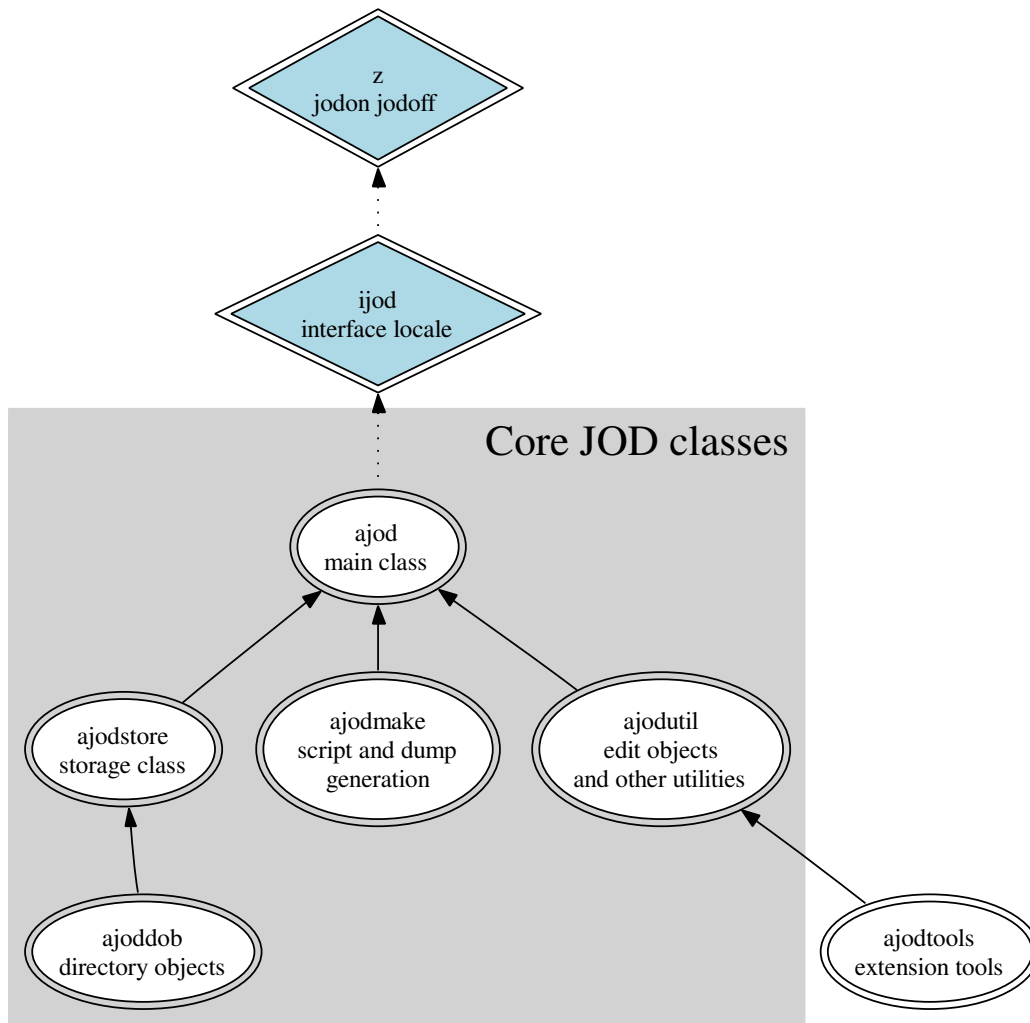 z
jodon jodoff
ijod
interface locale
Core JOD classes
ajod
main class
ajodstore
storage class
ajodmake
script and dump
generation
ajodutil
edit objects
and other utilities
ajoddob
directory objects
ajodtools
extension tools